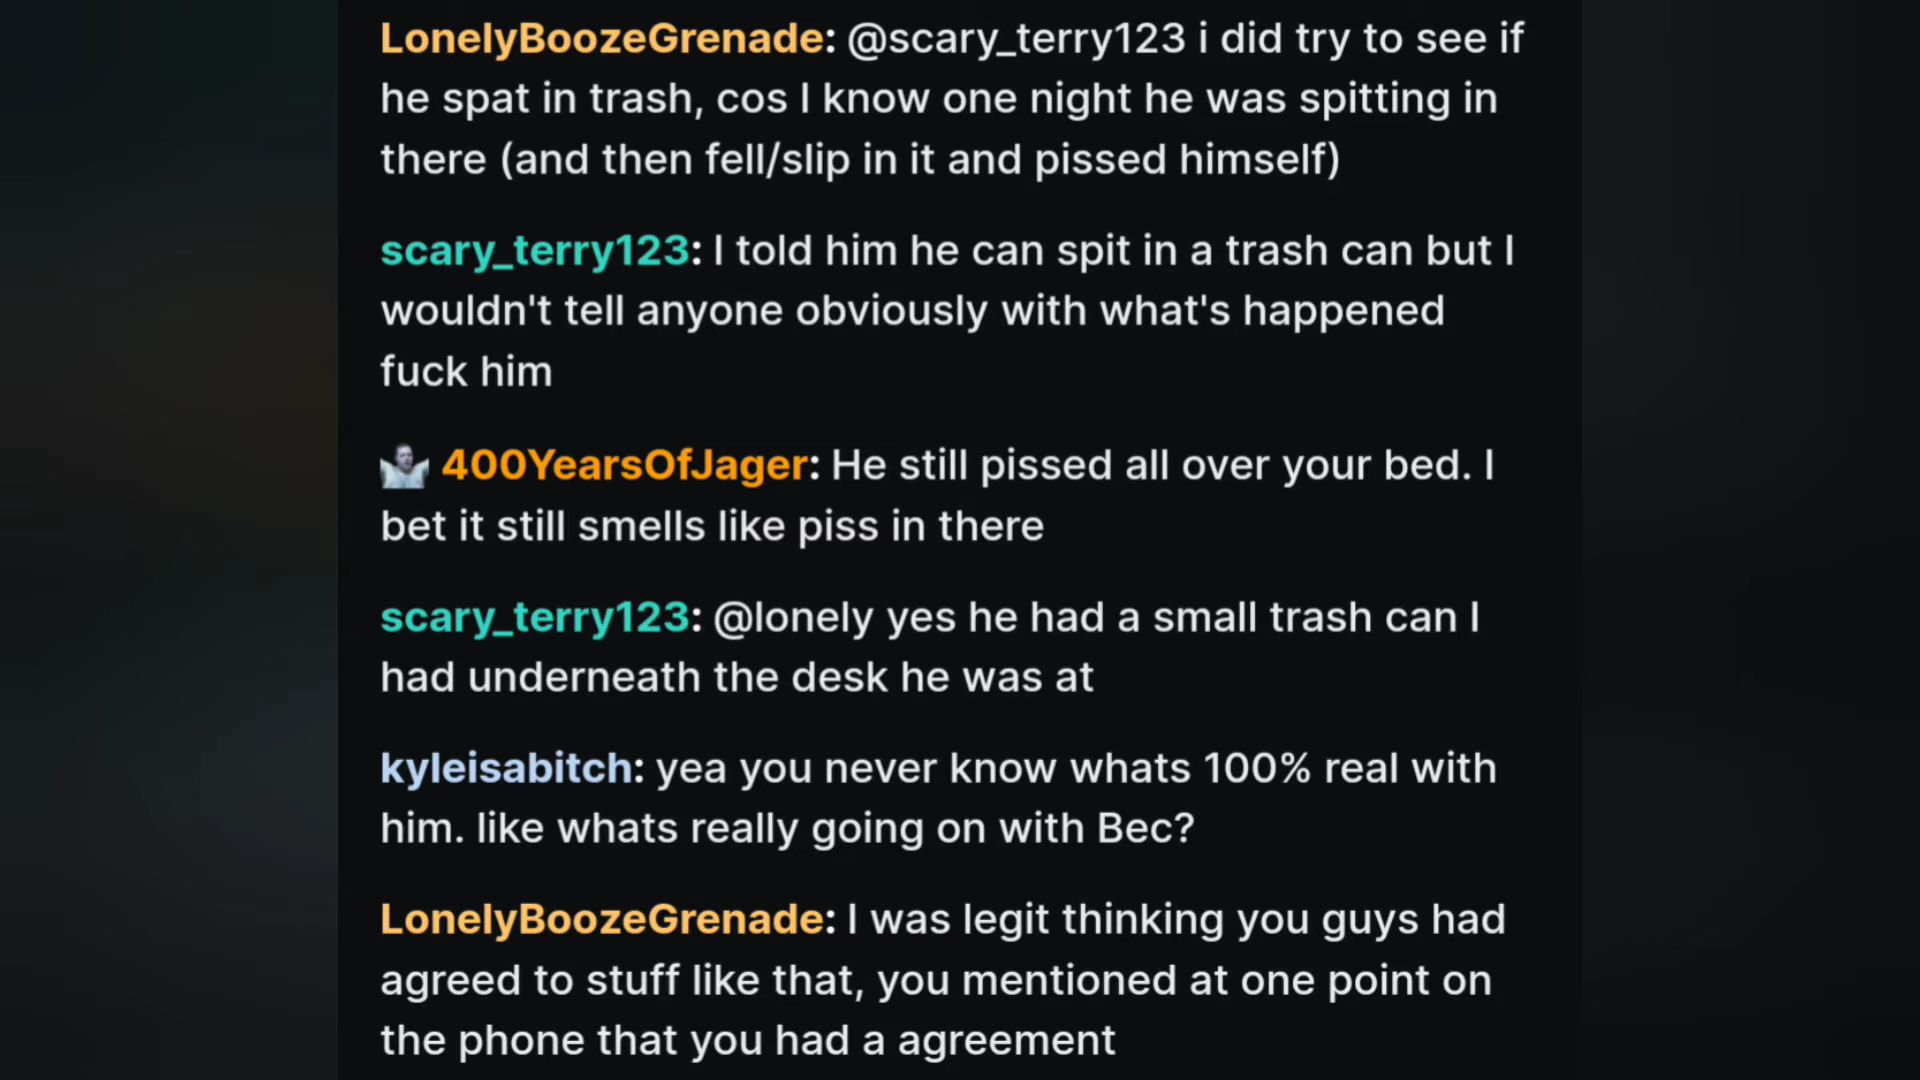 LonelyBoozeGrenade: @scary_terry123 i did try to see if
he spat in trash, cos I know one night he was spitting in
there (and then fell/slip in it and pissed himself)
scary_terry123: I told him he can spit in a trash can but I
wouldn't tell anyone obviously with what's happened
fuck him
400YearsOfJager: He still pissed all over your bed. I
bet it still smells like piss in there
scary_terry123: @lonely yes he had a small trash can I
had underneath the desk he was at
kyleisabitch: yea you never know whats 100% real with
him. like whats really going on with Bec?
LonelyBoozeGrenade: I was legit thinking you guys had
agreed to stuff like that, you mentioned at one point on
the phone that you had a agreement